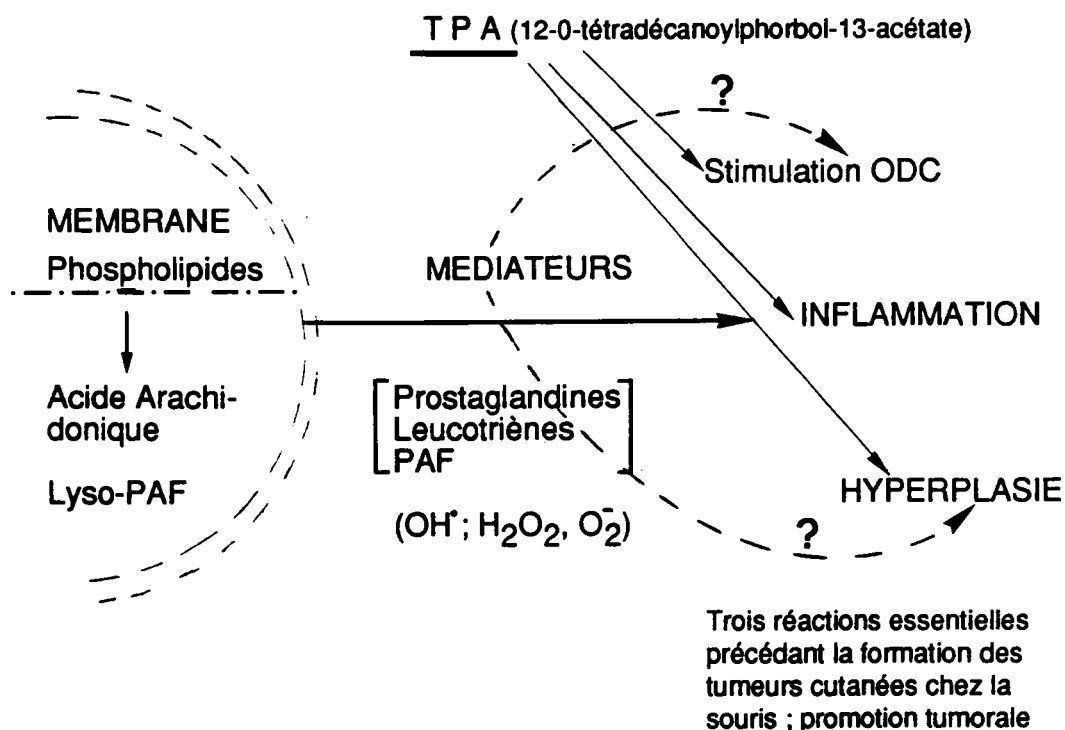 T P A (12-0-tétradécanoylphorbol-13-acétate)
?
Stimulation ODC
MEMBRANE
Phospholipides
MEDIATEURS
INFLAMMATION
Acide Arachi-
donique
Lyso-PAF
Prostaglandines
Leucotriènes
PAF
(OH•; H₂O₂, O₂⁻)
HYPERPLASIE
?
Trois réactions essentielles
précédant la formation des
tumeurs cutanées chez la
souris ; promotion tumorale